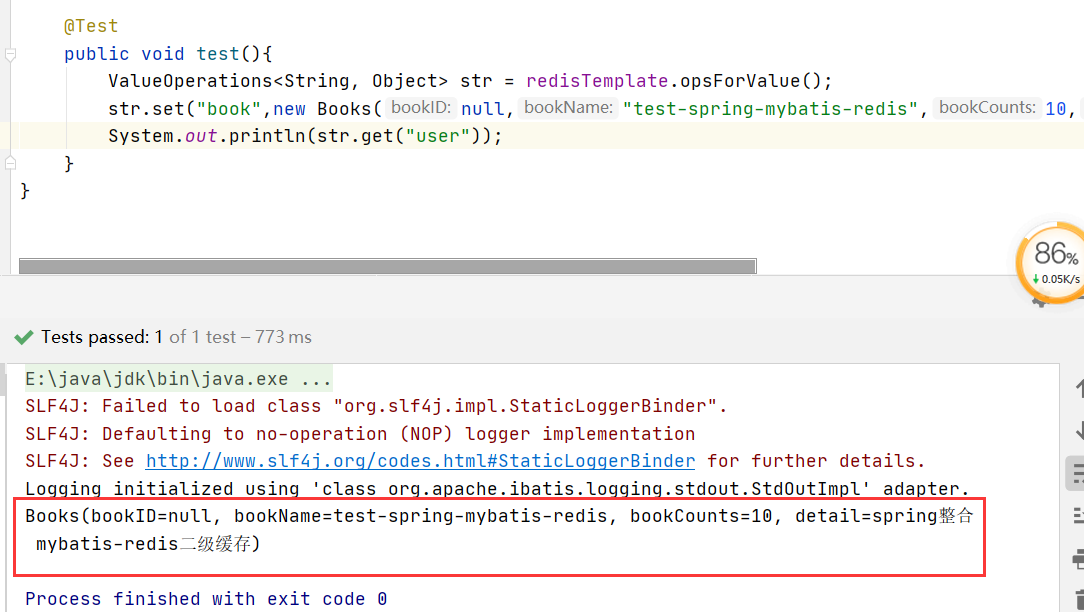 @Test
public void test(){
ValueOperations<String, Object> str = redisTemplate.opsForValue();
str.set("book",new Books( bookID: null, bookName: "test-spring-mybatis-redis", bookCounts: 10,
System.out.println(str.get("user"));
}
}
86%
0.05K/s
Tests passed: 1 of 1 test – 773 ms
E:\java\jdk\bin\java.exe ...
SLF4J: Failed to load class "org.slf4j.impl.StaticLoggerBinder".
SLF4J: Defaulting to no-operation (NOP) logger implementation
SLF4J: See http://www.slf4j.org/codes.html#StaticLoggerBinder for further details.
Logging initialized using 'class org.apache.ibatis.logging.stdout.StdOutImpl' adapter.
Books(bookID=null, bookName=test-spring-mybatis-redis, bookCounts=10, detail=spring整合
mybatis-redis二级缓存)
Process finished with exit code 0